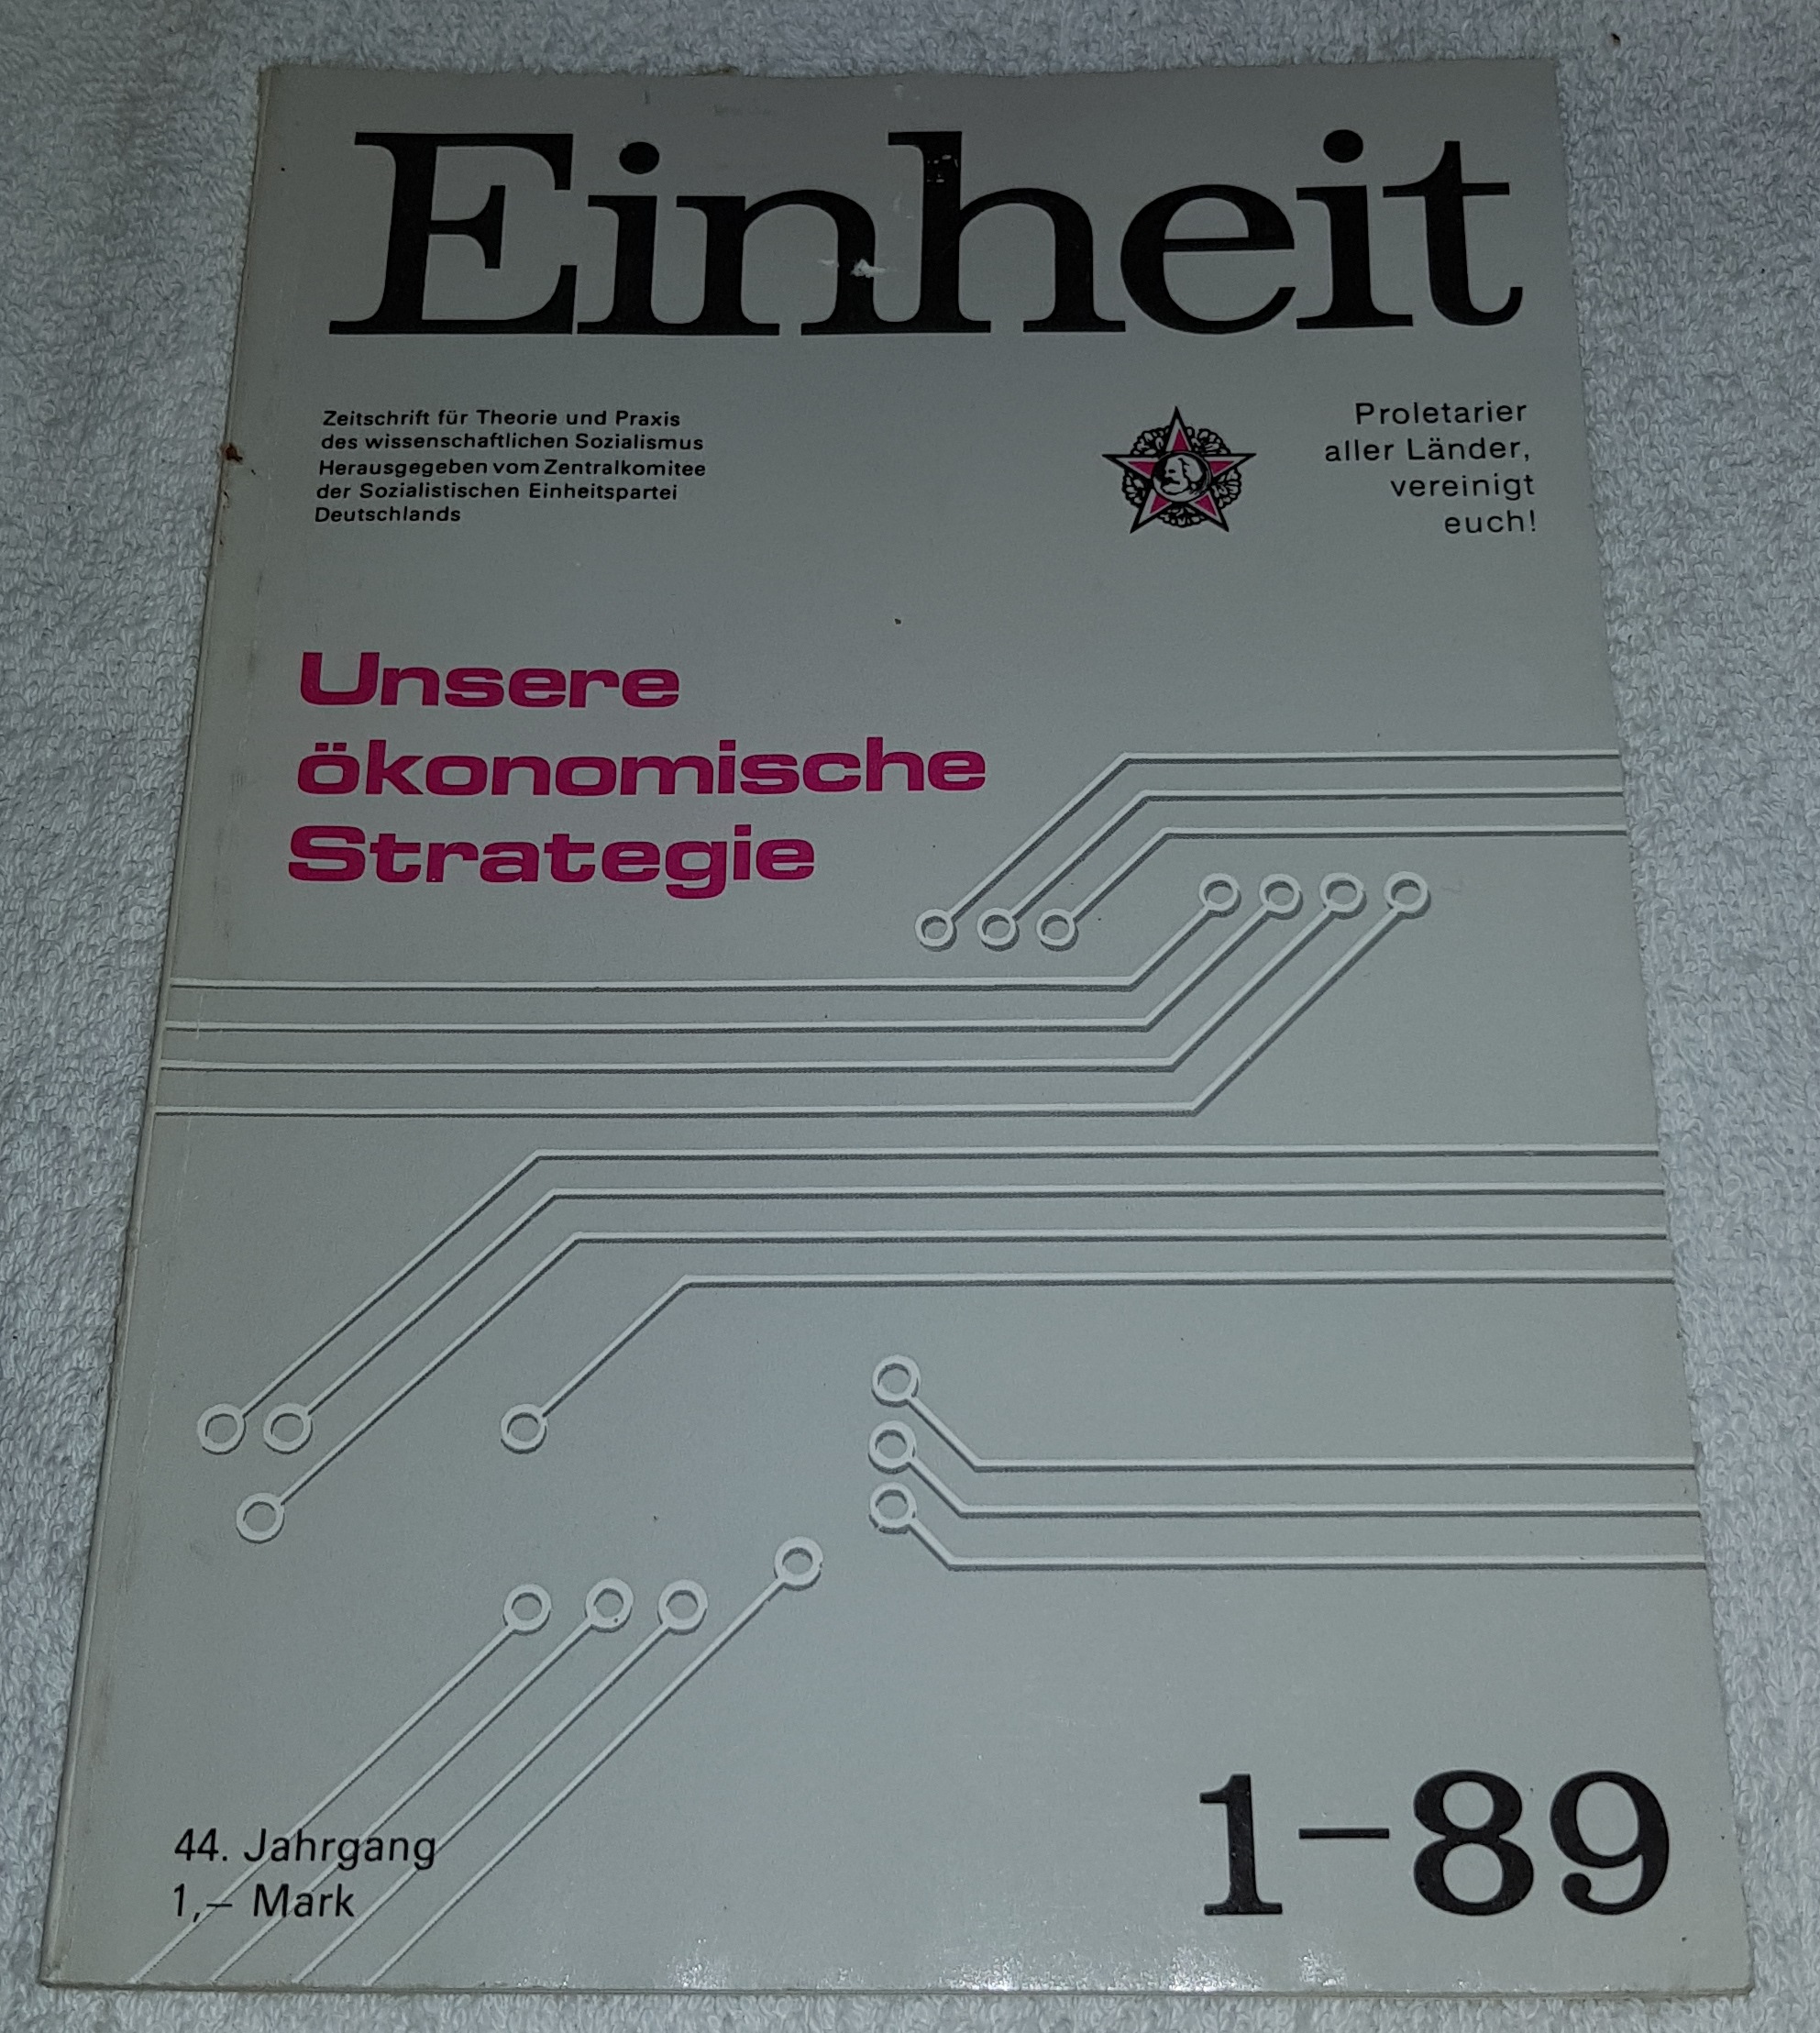 Einheit
Zeitschrift für Theorie und Praxis
des wissenschaftlichen Sozialismus
Herausgegeben vom Zentralkomitee
der Sozialistischen Einheitspartei
Deutschlands
Proletarier
aller Länder,
vereinigt
euch!
Unsere
ökonomische
Strategie
44. Jahrgang
1,– Mark
1–89